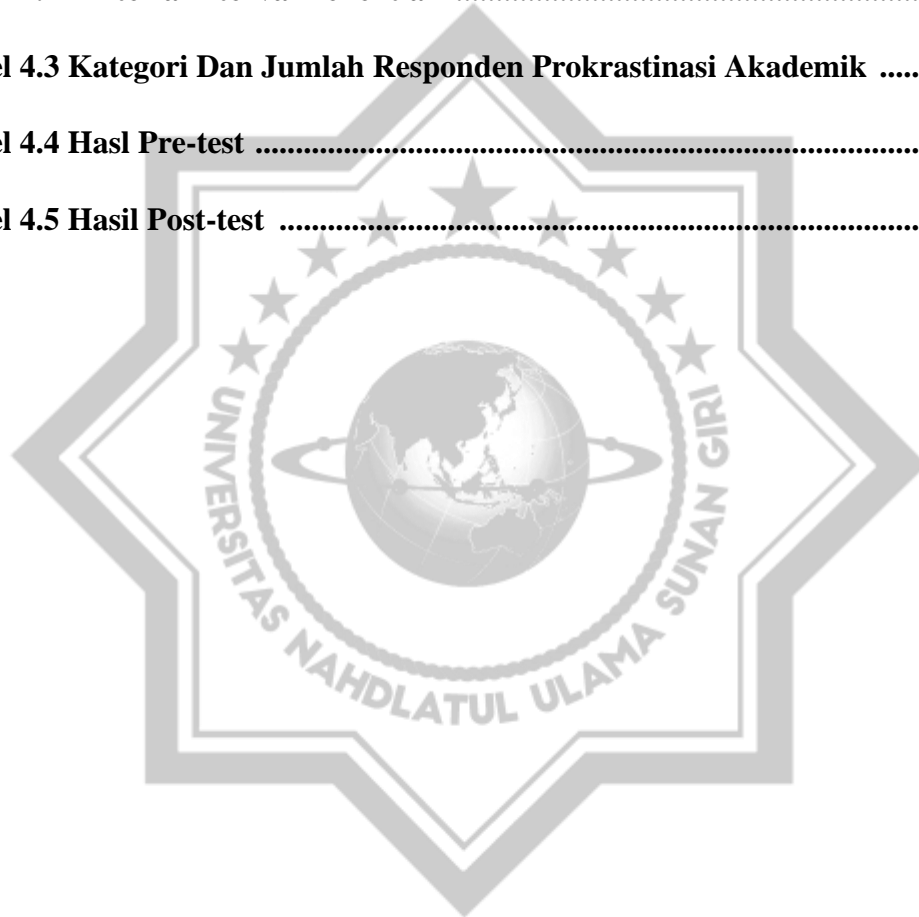 el 4.3 Kategori Dan Jumlah Responden Prokrastinasi Akademik .....
el 4.4 Hasl Pre-test ...................................................................................
el 4.5 Hasil Post-test ................................................................................
UNIVERSITAS NAHDLATUL ULAMA SUNAN GIRI